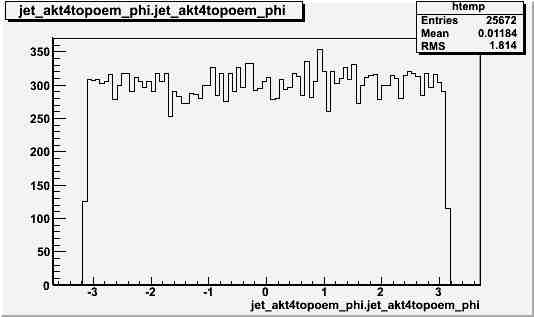 jet_akt4topoem_phi.jet_akt4topoem_phi
htemp
Entries 25672
Mean 0.01184
RMS 1.814
350
300
250
200
150
100
50
0
-3 -2 -1 0 1 2 3
jet_akt4topoem_phi.jet_akt4topoem_phi